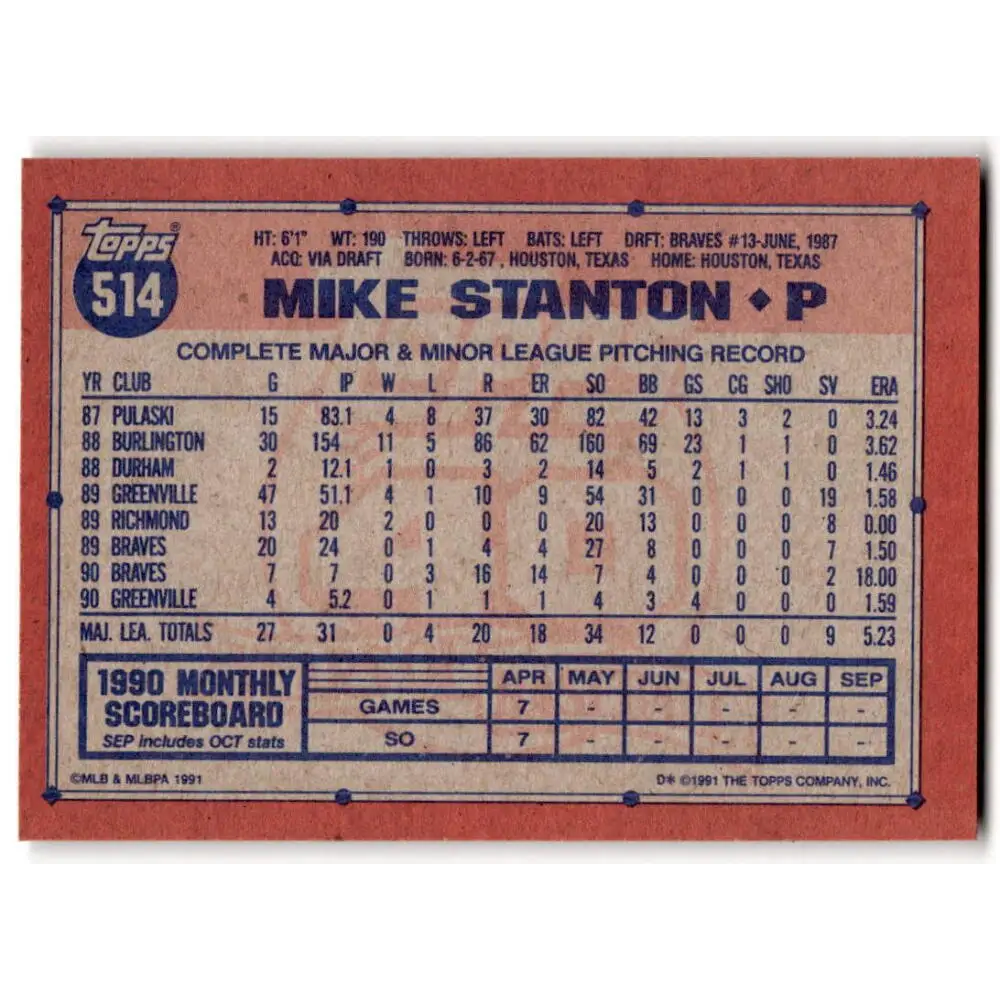 topps®
514
HT: 6'1" WT: 190 THROWS: LEFT BATS: LEFT DRFT: BRAVES #13-JUNE, 1987
ACQ: VIA DRAFT BORN: 6-2-67, HOUSTON, TEXAS HOME: HOUSTON, TEXAS
MIKE STANTON ◆ P
COMPLETE MAJOR & MINOR LEAGUE PITCHING RECORD
YR CLUB G IP W L R ER SO BB GS CG SHO SV ERA
87 PULASKI 15 83.1 4 8 37 30 82 42 13 3 2 0 3.24
88 BURLINGTON 30 154 11 5 86 62 160 69 23 1 1 0 3.62
88 DURHAM 2 12.1 1 0 3 2 14 5 2 1 1 0 1.46
89 GREENVILLE 47 51.1 4 1 10 9 54 31 0 0 0 19 1.58
89 RICHMOND 13 20 2 0 0 0 20 13 0 0 0 8 0.00
89 BRAVES 20 24 0 1 4 4 27 8 0 0 0 7 1.50
90 BRAVES 7 7 0 3 16 14 7 4 0 0 0 2 18.00
90 GREENVILLE 4 5.2 0 1 1 1 4 3 4 0 0 0 1.59
MAJ. LEA. TOTALS 27 31 0 4 20 18 34 12 0 0 0 9 5.23
1990 MONTHLY SCOREBOARD
SEP includes OCT stats
APR MAY JUN JUL AUG SEP
GAMES 7 - - - - -
SO 7 - - - - -
©MLB & MLBPA 1991
D* ©1991 THE TOPPS COMPANY, INC.